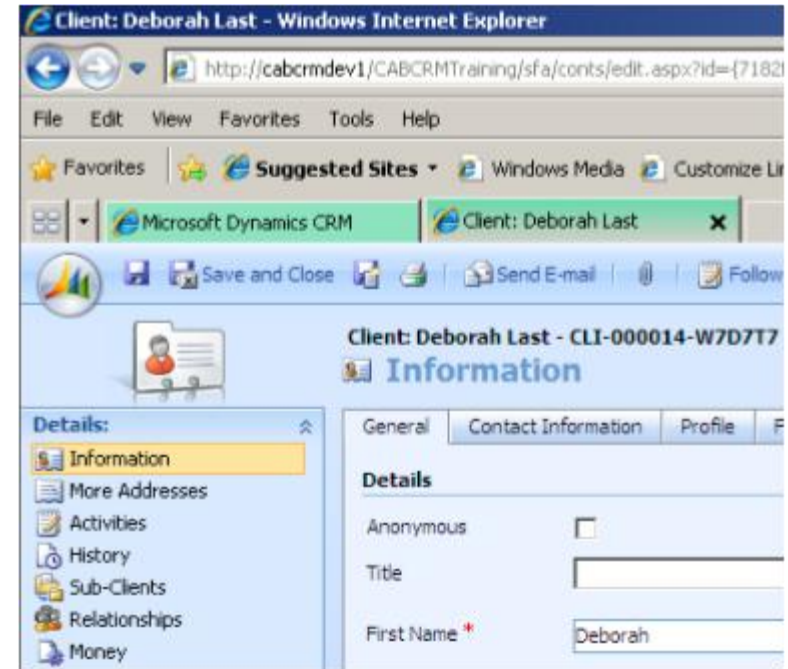 Client: Deborah Last - Windows Internet Explorer
http://cabcrmdev1/CABCRMTraining/sfa/conts/edit.aspx?id={7182
File Edit View Favorites Tools Help
Favorites Suggested Sites Windows Media Customize Lin
Microsoft Dynamics CRM Client: Deborah Last
Save and Close Send E-mail Follow
Client: Deborah Last - CLI-000014-W7D7T7
Information
Details:
Information
More Addresses
Activities
History
Sub-Clients
Relationships
Money
General Contact Information Profile F
Details
Anonymous
Title
First Name * Deborah